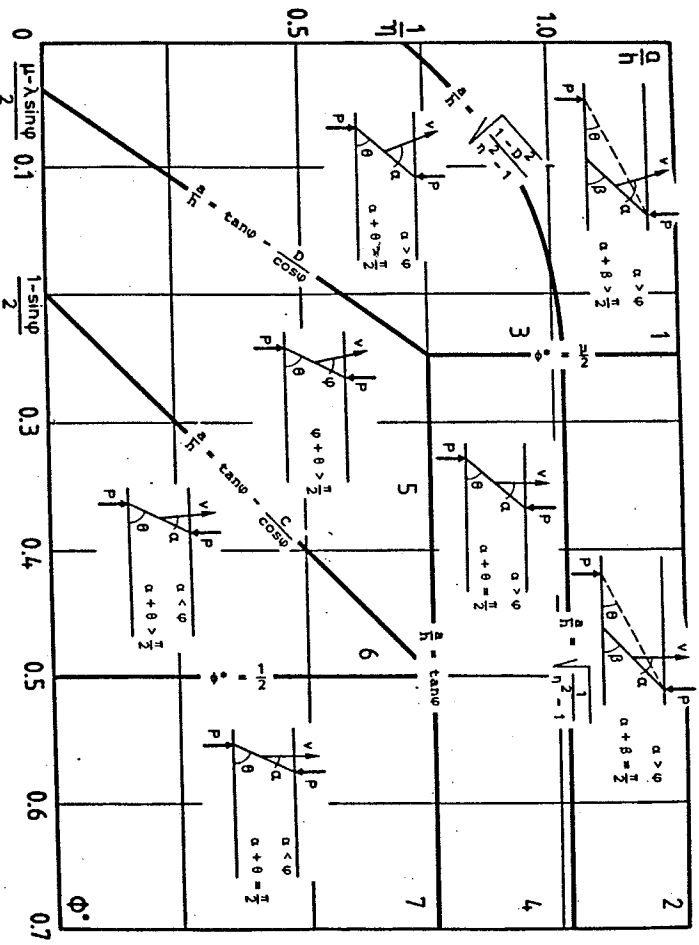 a/h
1
2
P
v
α
θ
β
α > φ
α + β > π/2
P
v
α
θ
β
α > φ
α + β = π/2
1.0
a/h = √((1-D²)/(η²-1))
3
Φ* = π/2
a/h = √(1/(η²-1))
4
P
v
α
θ
α > φ
α + θ = π/2
1/η
P
v
α
θ
α > φ
α + θ > π/2
a/h = tanφ
7
5
0.5
a/h = tanφ - D/cosφ
P
v
φ
θ
φ + θ > π/2
6
a/h = tanφ - C/cosφ
Φ* = 1/2
P
v
α
θ
α < φ
α + θ > π/2
P
v
α
θ
α < φ
α + θ = π/2
Φ*
0
0 (μ-λsinφ)/2 0.1 (1-sinφ)/2 0.3 0.4 0.5 0.6 0.7